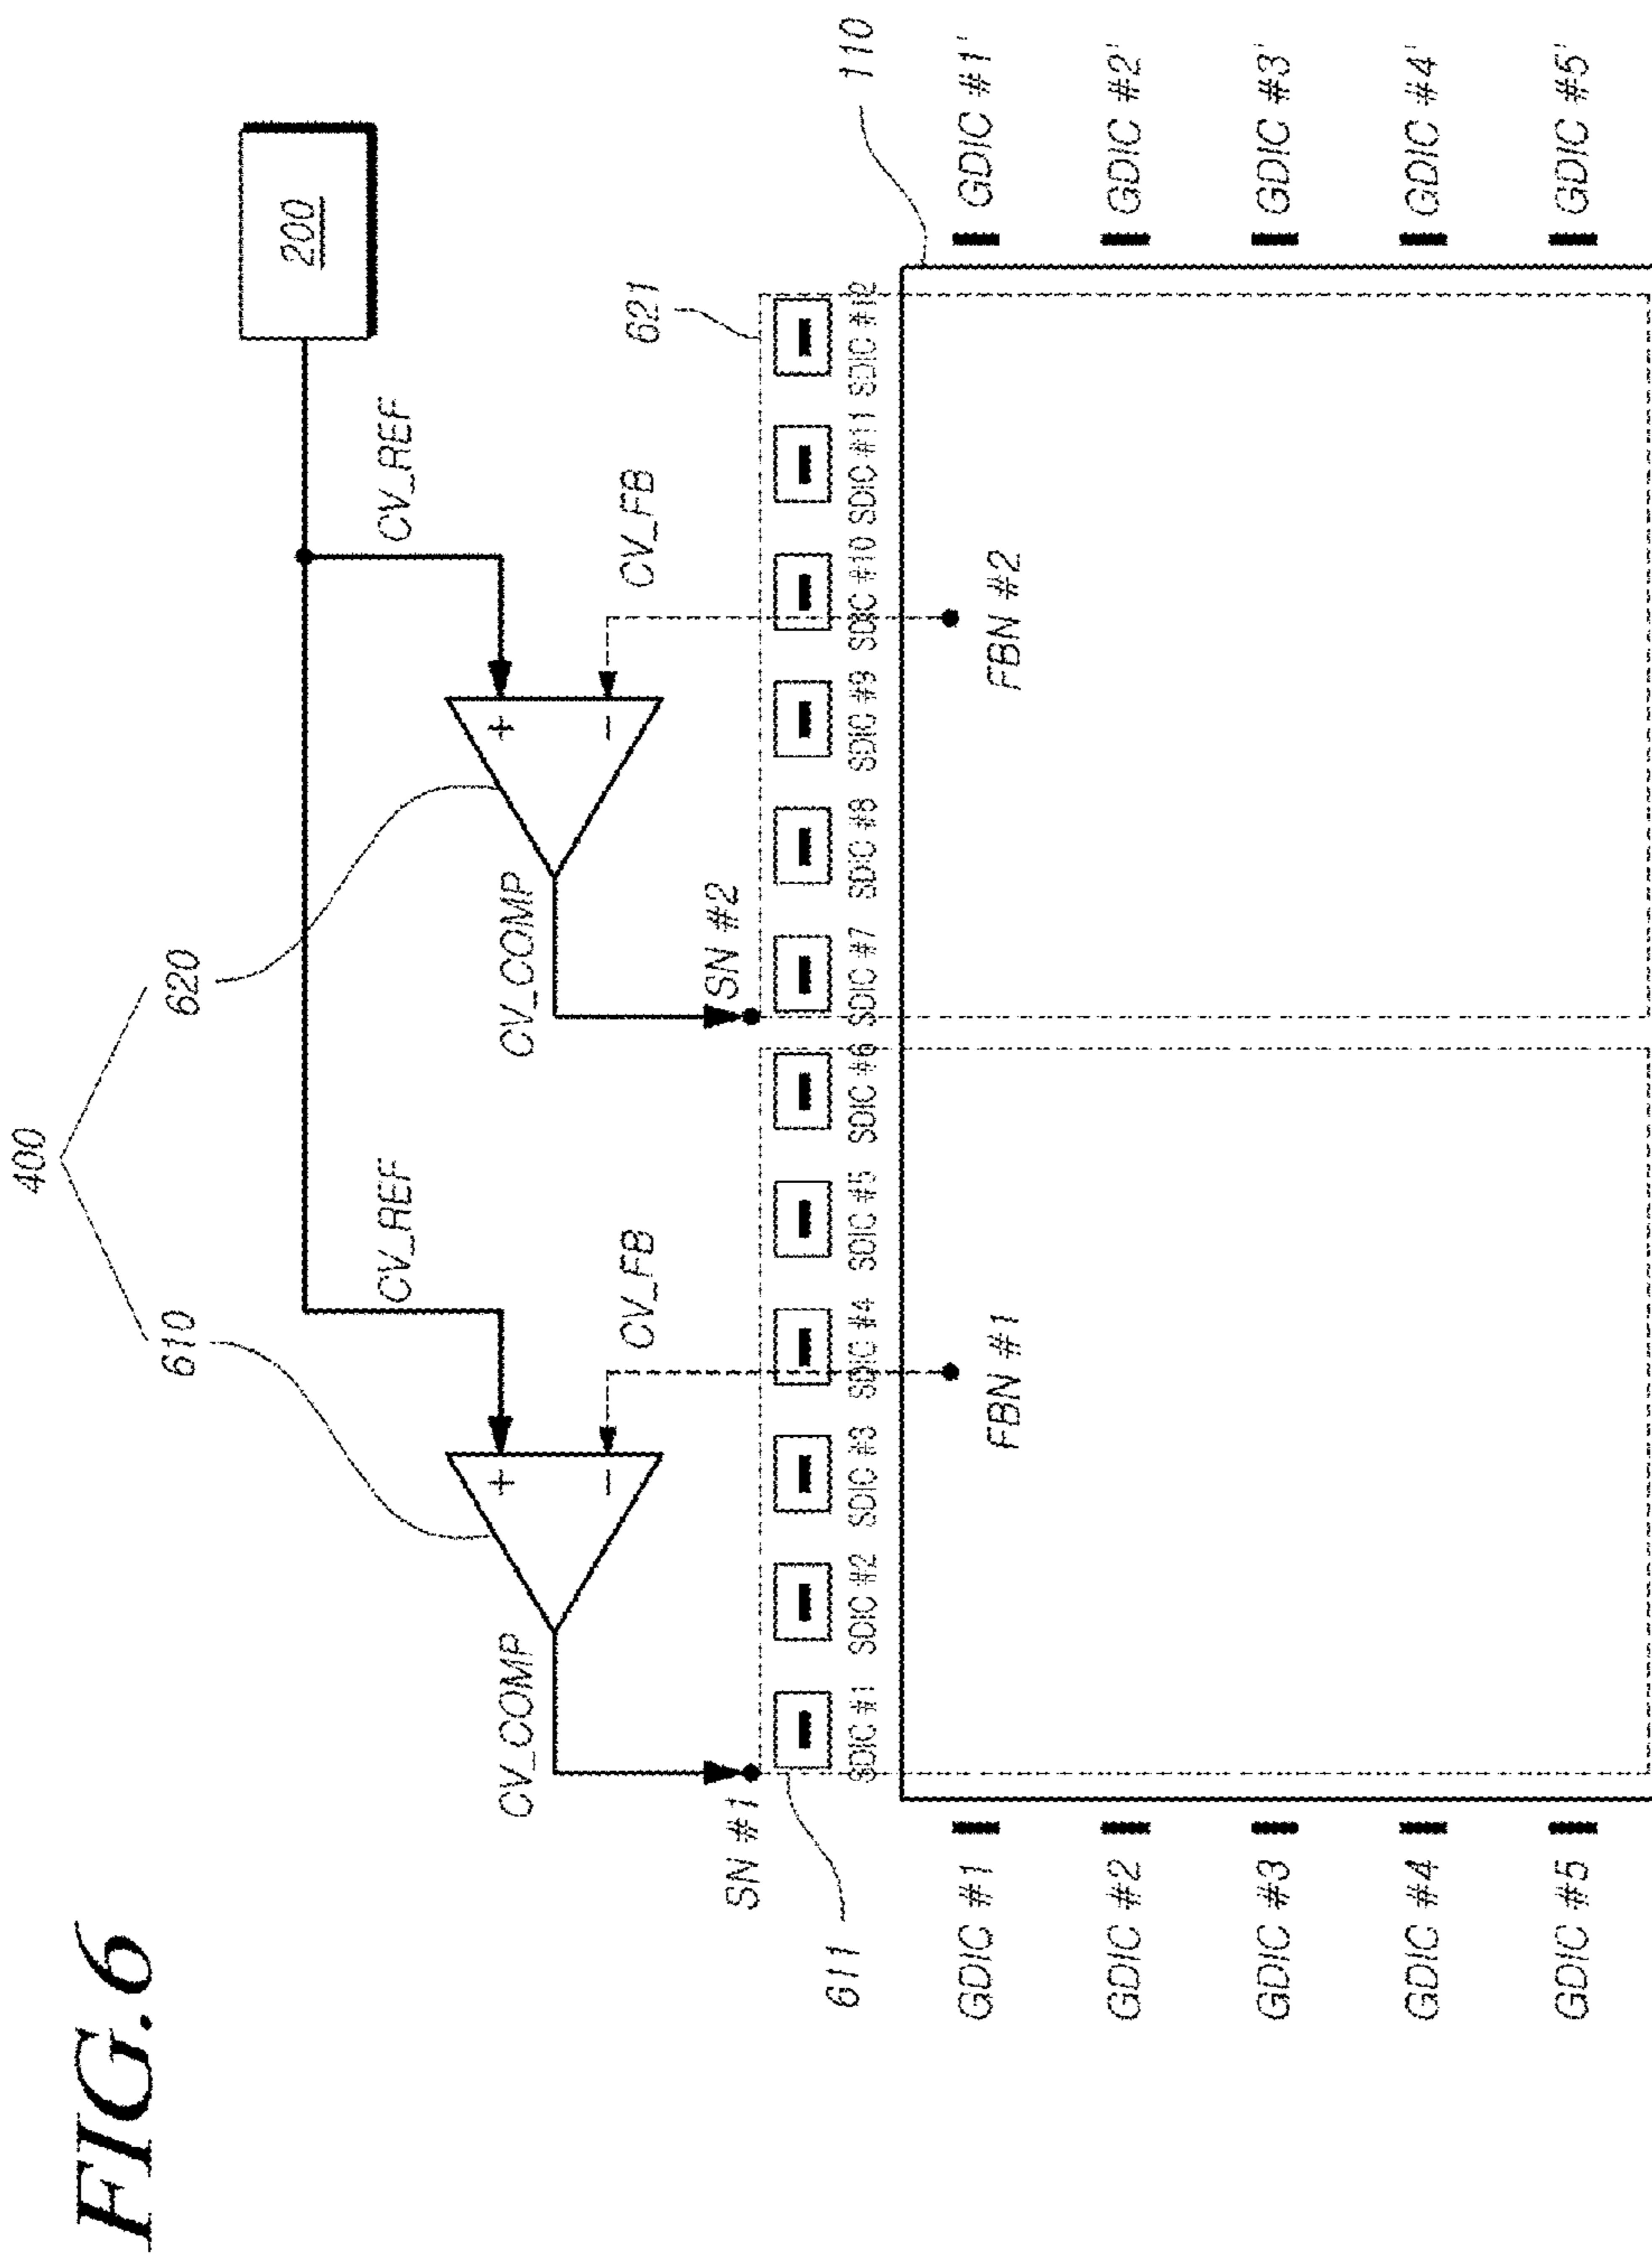 FIG.6
400
610
620
200
CV_REF
CV_REF
CV_COMP
+
−
CV_FB
CV_COMP
+
−
CV_FB
SN #1
SN #2
611
621
110
SDIC #1
SDIC #2
SDIC #3
SDIC #4
SDIC #5
SDIC #6
SDIC #7
SDIC #8
SDIC #9
SDIC #10
SDIC #11
SDIC #12
FBN #1
FBN #2
GDIC #1
GDIC #1'
GDIC #2
GDIC #2'
GDIC #3
GDIC #3'
GDIC #4
GDIC #4'
GDIC #5
GDIC #5'